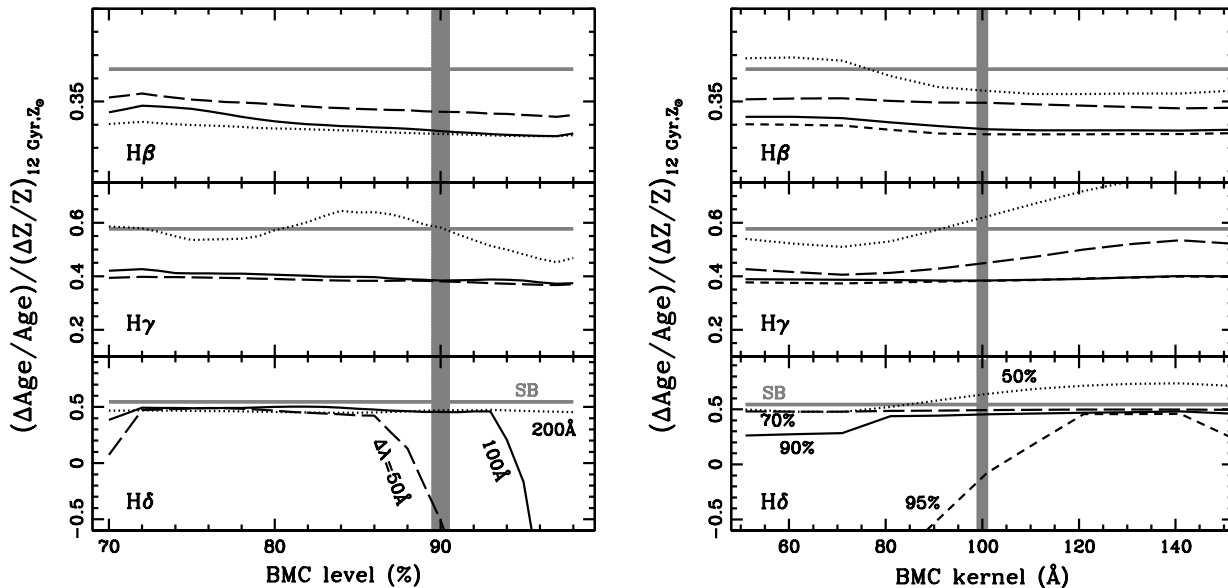 (ΔAge/Age)/(ΔZ/Z)12 Gyr,Z⊙
0.35
Hβ
0.6
0.4
0.2
Hγ
0.5
0
-0.5
Hδ
SB
200Å
100Å
Δλ=50Å
70
80
90
BMC level (%)
(ΔAge/Age)/(ΔZ/Z)12 Gyr,Z⊙
0.35
Hβ
0.6
0.4
0.2
Hγ
0.5
0
-0.5
SB
50%
70%
90%
95%
Hδ
60
80
100
120
140
BMC kernel (Å)